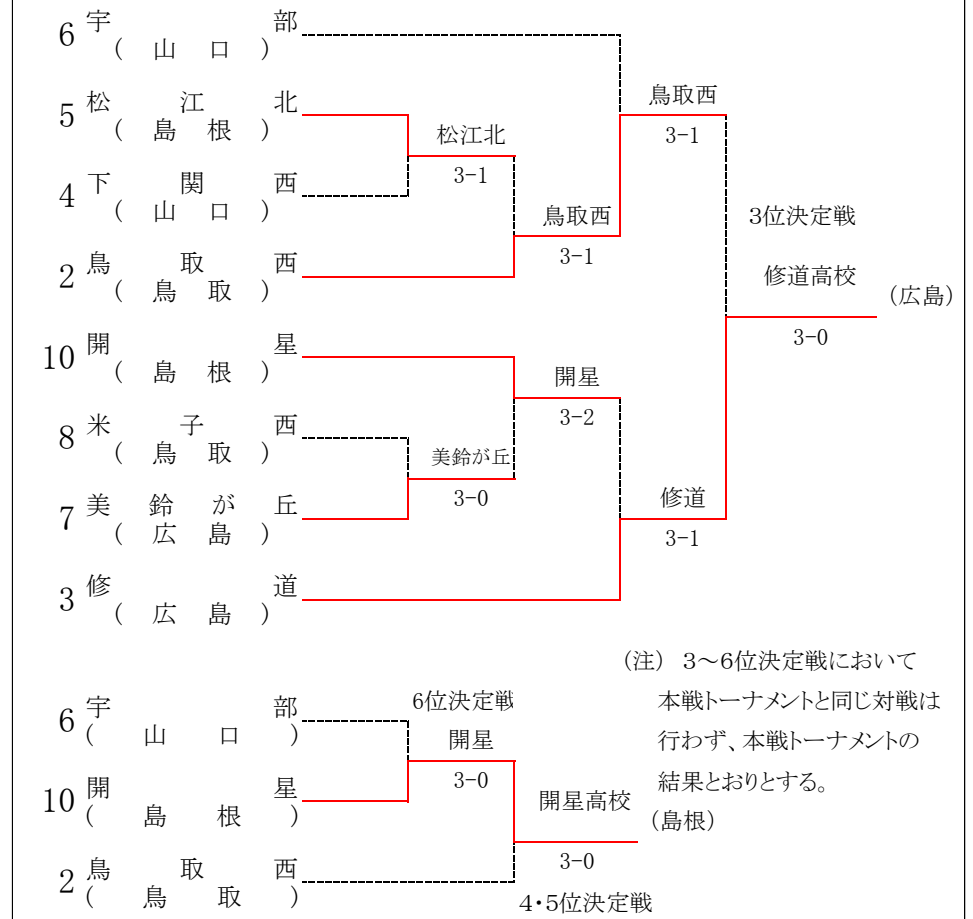 6 宇部
(山口)
鳥取西
5 松江北
(島根)
松江北
3-1
3-1
4 下関西
(山口)
鳥取西
3位決定戦
2 鳥取西
(鳥取)
3-1
修道高校
(広島)
3-0
10 開星
(島根)
開星
3-2
8 米子西
(鳥取)
美鈴が丘
3-0
7 美鈴が丘
(広島)
修道
3-1
3 修道
(広島)
(注) 3~6位決定戦において
本戦トーナメントと同じ対戦は
行わず、本戦トーナメントの
結果とおりとする。
6 宇部
(山口)
6位決定戦
開星
3-0
10 開星
(島根)
開星高校
(島根)
3-0
2 鳥取西
(鳥取)
4・5位決定戦